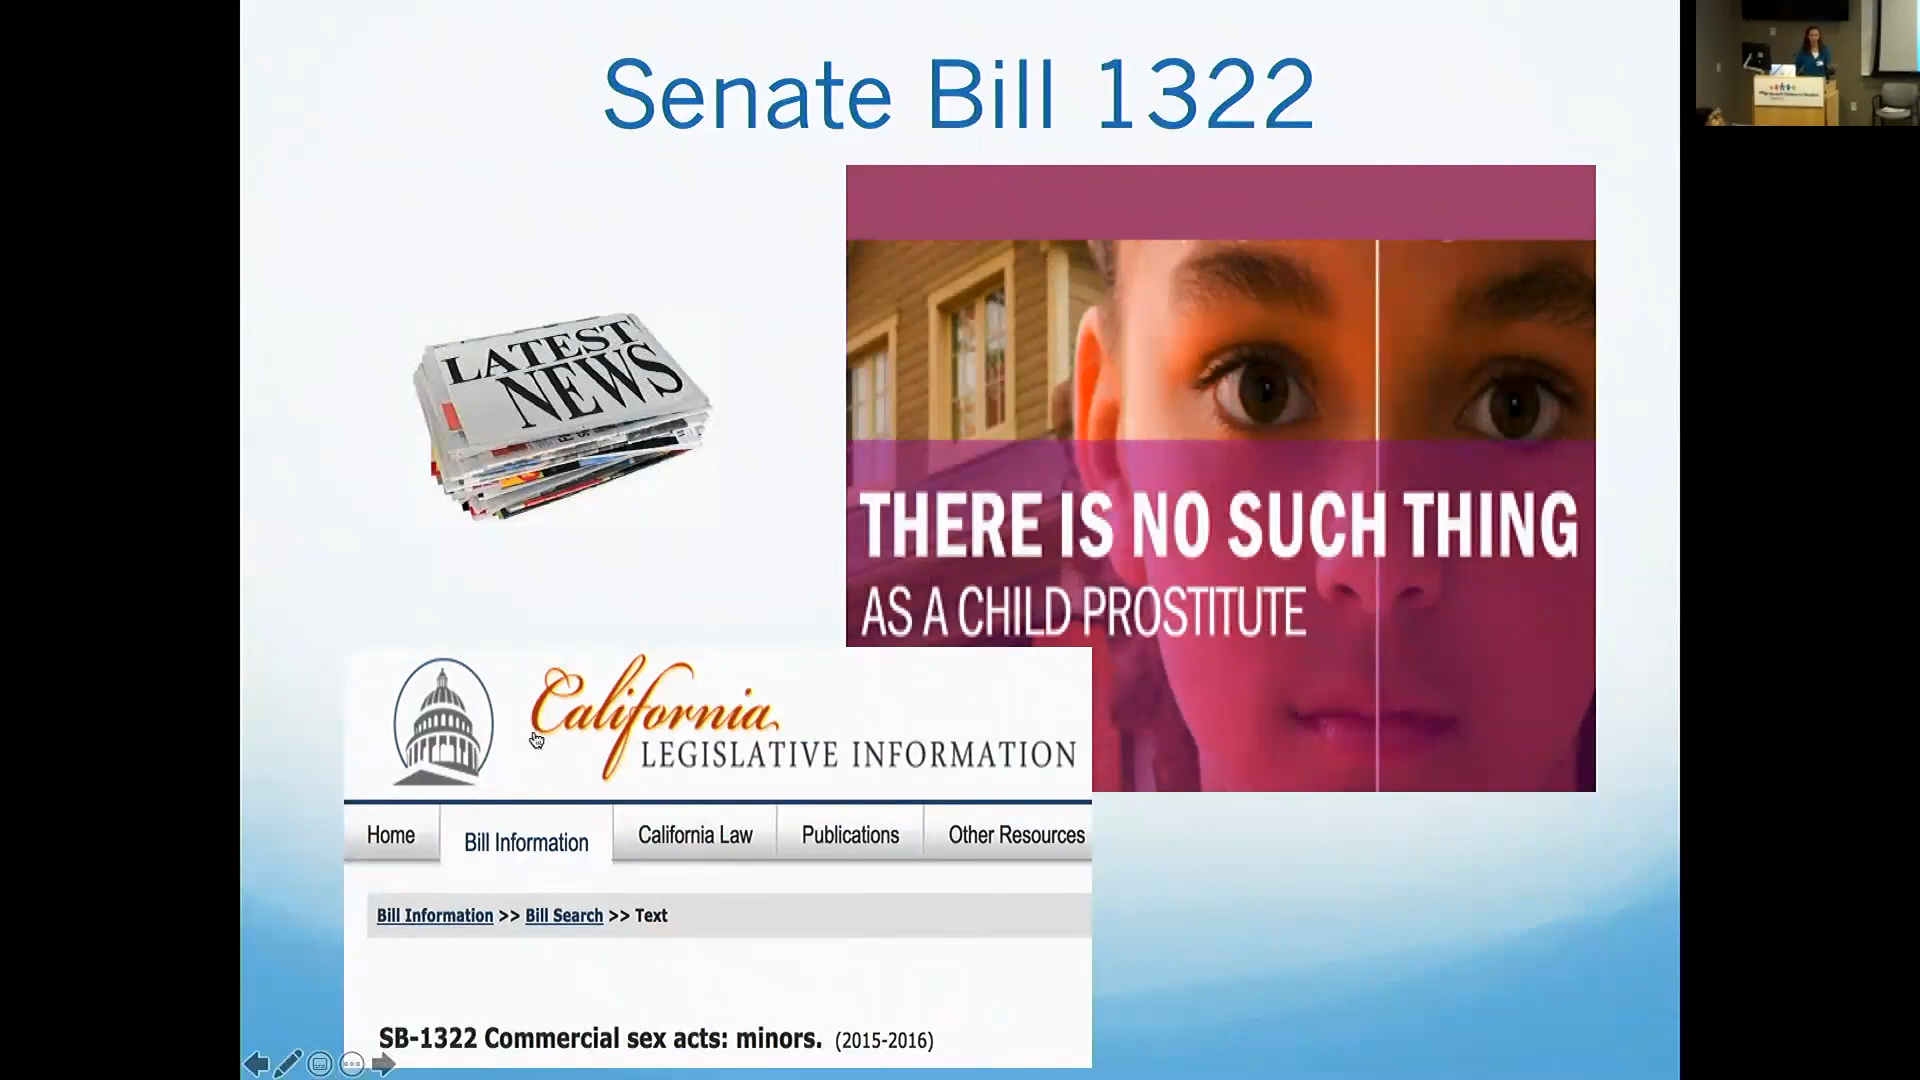 Senate Bill 1322
LATEST
NEWS
THERE IS NO SUCH THING
AS A CHILD PROSTITUTE
California
LEGISLATIVE INFORMATION
Home
Bill Information
California Law
Publications
Other Resources
Bill Information >> Bill Search >> Text
SB-1322 Commercial sex acts: minors. (2015-2016)